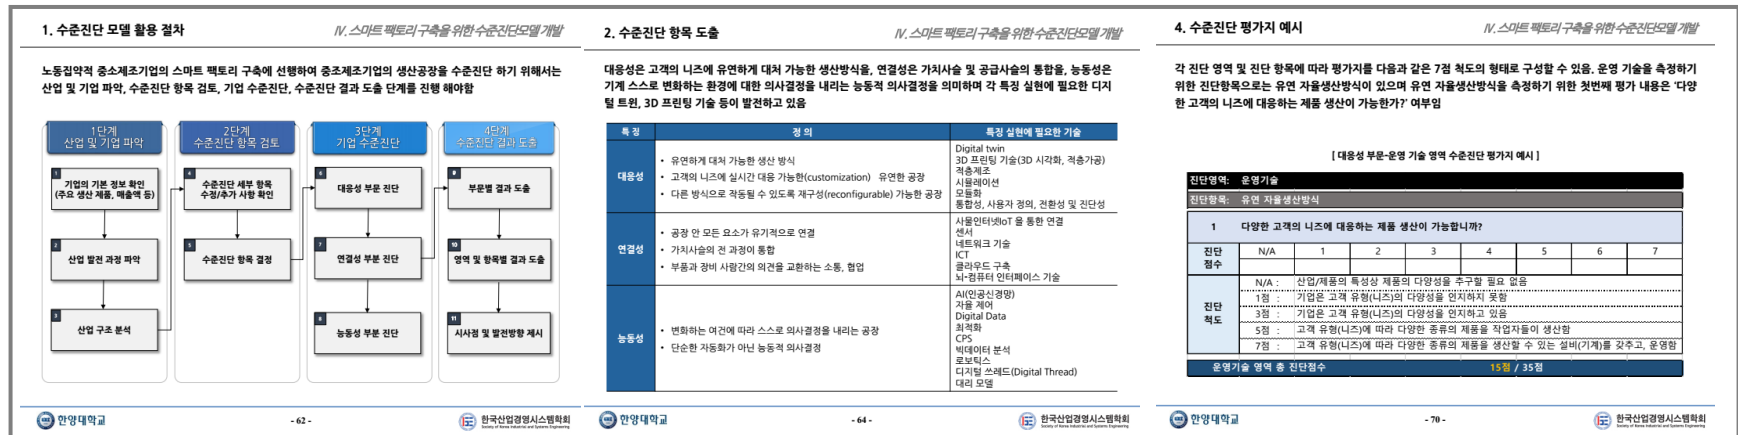 1. 수준진단 모델 활용 절차
IV. 스마트 팩토리 구축을 위한 수준진단모델 개발
노동집약적 중소제조기업의 스마트 팩토리 구축에 선행하여 중조제조기업의 생산공장을 수준진단 하기 위해서는
산업 및 기업 파악, 수준진단 항목 검토, 기업 수준진단, 수준진단 결과 도출 단계를 진행 해야함
1단계
산업 및 기업 파악
1
기업의 기본 정보 확인
(주요 생산 제품, 매출액 등)
2
산업 발전 과정 파악
3
산업 구조 분석
2단계
수준진단 항목 검토
4
수준진단 세부 항목
수정/추가 사항 확인
5
수준진단 항목 결정
3단계
기업 수준진단
6
대응성 부문 진단
7
연결성 부분 진단
8
능동성 부분 진단
4단계
수준진단 결과 도출
9
부문별 결과 도출
10
영역 및 항목별 결과 도출
11
시사점 및 발전방향 제시
한양대학교
- 62 -
한국산업경영시스템학회
Society of Korea Industrial and Systems Engineering
2. 수준진단 항목 도출
IV. 스마트 팩토리 구축을 위한 수준진단모델 개발
대응성은 고객의 니즈에 유연하게 대처 가능한 생산방식을, 연결성은 가치사슬 및 공급사슬의 통합을, 능동성은
기계 스스로 변화하는 환경에 대한 의사결정을 내리는 능동적 의사결정을 의미하며 각 특징 실현에 필요한 디지
털 트윈, 3D 프린팅 기술 등이 발전하고 있음
특 징
정 의
특징 실현에 필요한 기술
대응성
• 유연하게 대처 가능한 생산 방식
• 고객의 니즈에 실시간 대응 가능한(customization) 유연한 공장
• 다른 방식으로 작동될 수 있도록 재구성(reconfigurable) 가능한 공장
Digital twin
3D 프린팅 기술(3D 시각화, 적층가공)
적층제조
시뮬레이션
모듈화
통합성, 사용자 정의, 전환성 및 진단성
연결성
• 공장 안 모든 요소가 유기적으로 연결
• 가치사슬의 전 과정이 통합
• 부품과 장비 사람간의 의견을 교환하는 소통, 협업
사물인터넷IoT 을 통한 연결
센서
네트워크 기술
ICT
클라우드 구축
뇌-컴퓨터 인터페이스 기술
능동성
• 변화하는 여건에 따라 스스로 의사결정을 내리는 공장
• 단순한 자동화가 아닌 능동적 의사결정
AI(인공신경망)
자율 제어
Digital Data
최적화
CPS
빅데이터 분석
로보틱스
디지털 쓰레드(Digital Thread)
대리 모델
한양대학교
- 64 -
한국산업경영시스템학회
Society of Korea Industrial and Systems Engineering
4. 수준진단 평가지 예시
IV. 스마트 팩토리 구축을 위한 수준진단모델 개발
각 진단 영역 및 진단 항목에 따라 평가지를 다음과 같은 7점 척도의 형태로 구성할 수 있음. 운영 기술을 측정하기
위한 진단항목으로는 유연 자율생산방식이 있으며 유연 자율생산방식을 측정하기 위한 첫번째 평가 내용은 '다양
한 고객의 니즈에 대응하는 제품 생산이 가능한가?' 여부임
[ 대응성 부문-운영 기술 영역 수준진단 평가지 예시 ]
진단영역: 운영기술
진단항목: 유연 자율생산방식
1 다양한 고객의 니즈에 대응하는 제품 생산이 가능합니까?
진단
점수
N/A 1 2 3 4 5 6 7
진단
척도
N/A : 산업/제품의 특성상 제품의 다양성을 추구할 필요 없음
1점 : 기업은 고객 유형(니즈)의 다양성을 인지하지 못함
3점 : 기업은 고객 유형(니즈)의 다양성을 인지하고 있음
5점 : 고객 유형(니즈)에 따라 다양한 종류의 제품을 작업자들이 생산함
7점 : 고객 유형(니즈)에 따라 다양한 종류의 제품을 생산할 수 있는 설비(기계)를 갖추고, 운영함
운영기술 영역 총 진단점수 15점 / 35점
한양대학교
- 70 -
한국산업경영시스템학회
Society of Korea Industrial and Systems Engineering